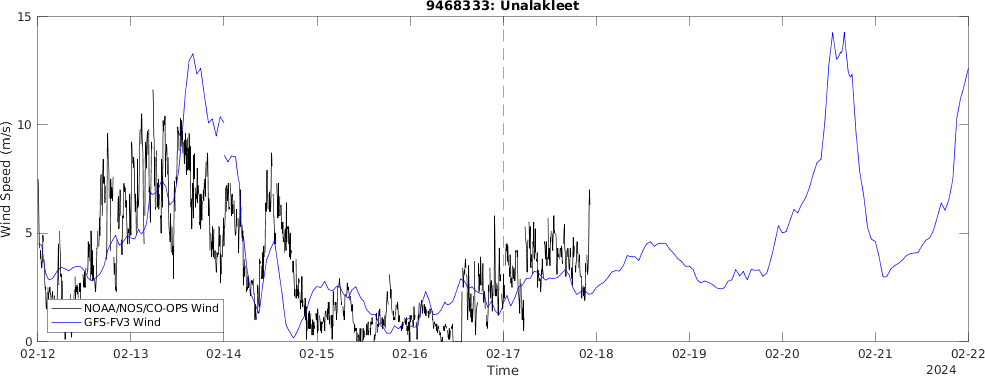 9468333: Unalakleet
Wind Speed (m/s)
15
10
5
0
NOAA/NOS/CO-OPS Wind
GFS-FV3 Wind
02-12 02-13 02-14 02-15 02-16 02-17 02-18 02-19 02-20 02-21 02-22
Time
2024